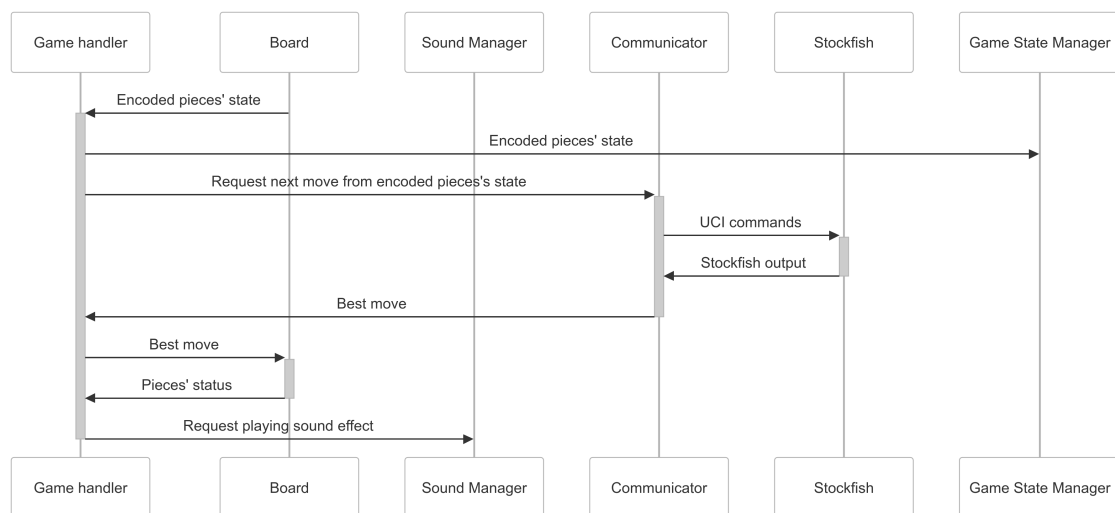 Game handler
Board
Sound Manager
Communicator
Stockfish
Game State Manager
Encoded pieces' state
Encoded pieces' state
Request next move from encoded pieces's state
UCI commands
Stockfish output
Best move
Best move
Pieces' status
Request playing sound effect
Game handler
Board
Sound Manager
Communicator
Stockfish
Game State Manager